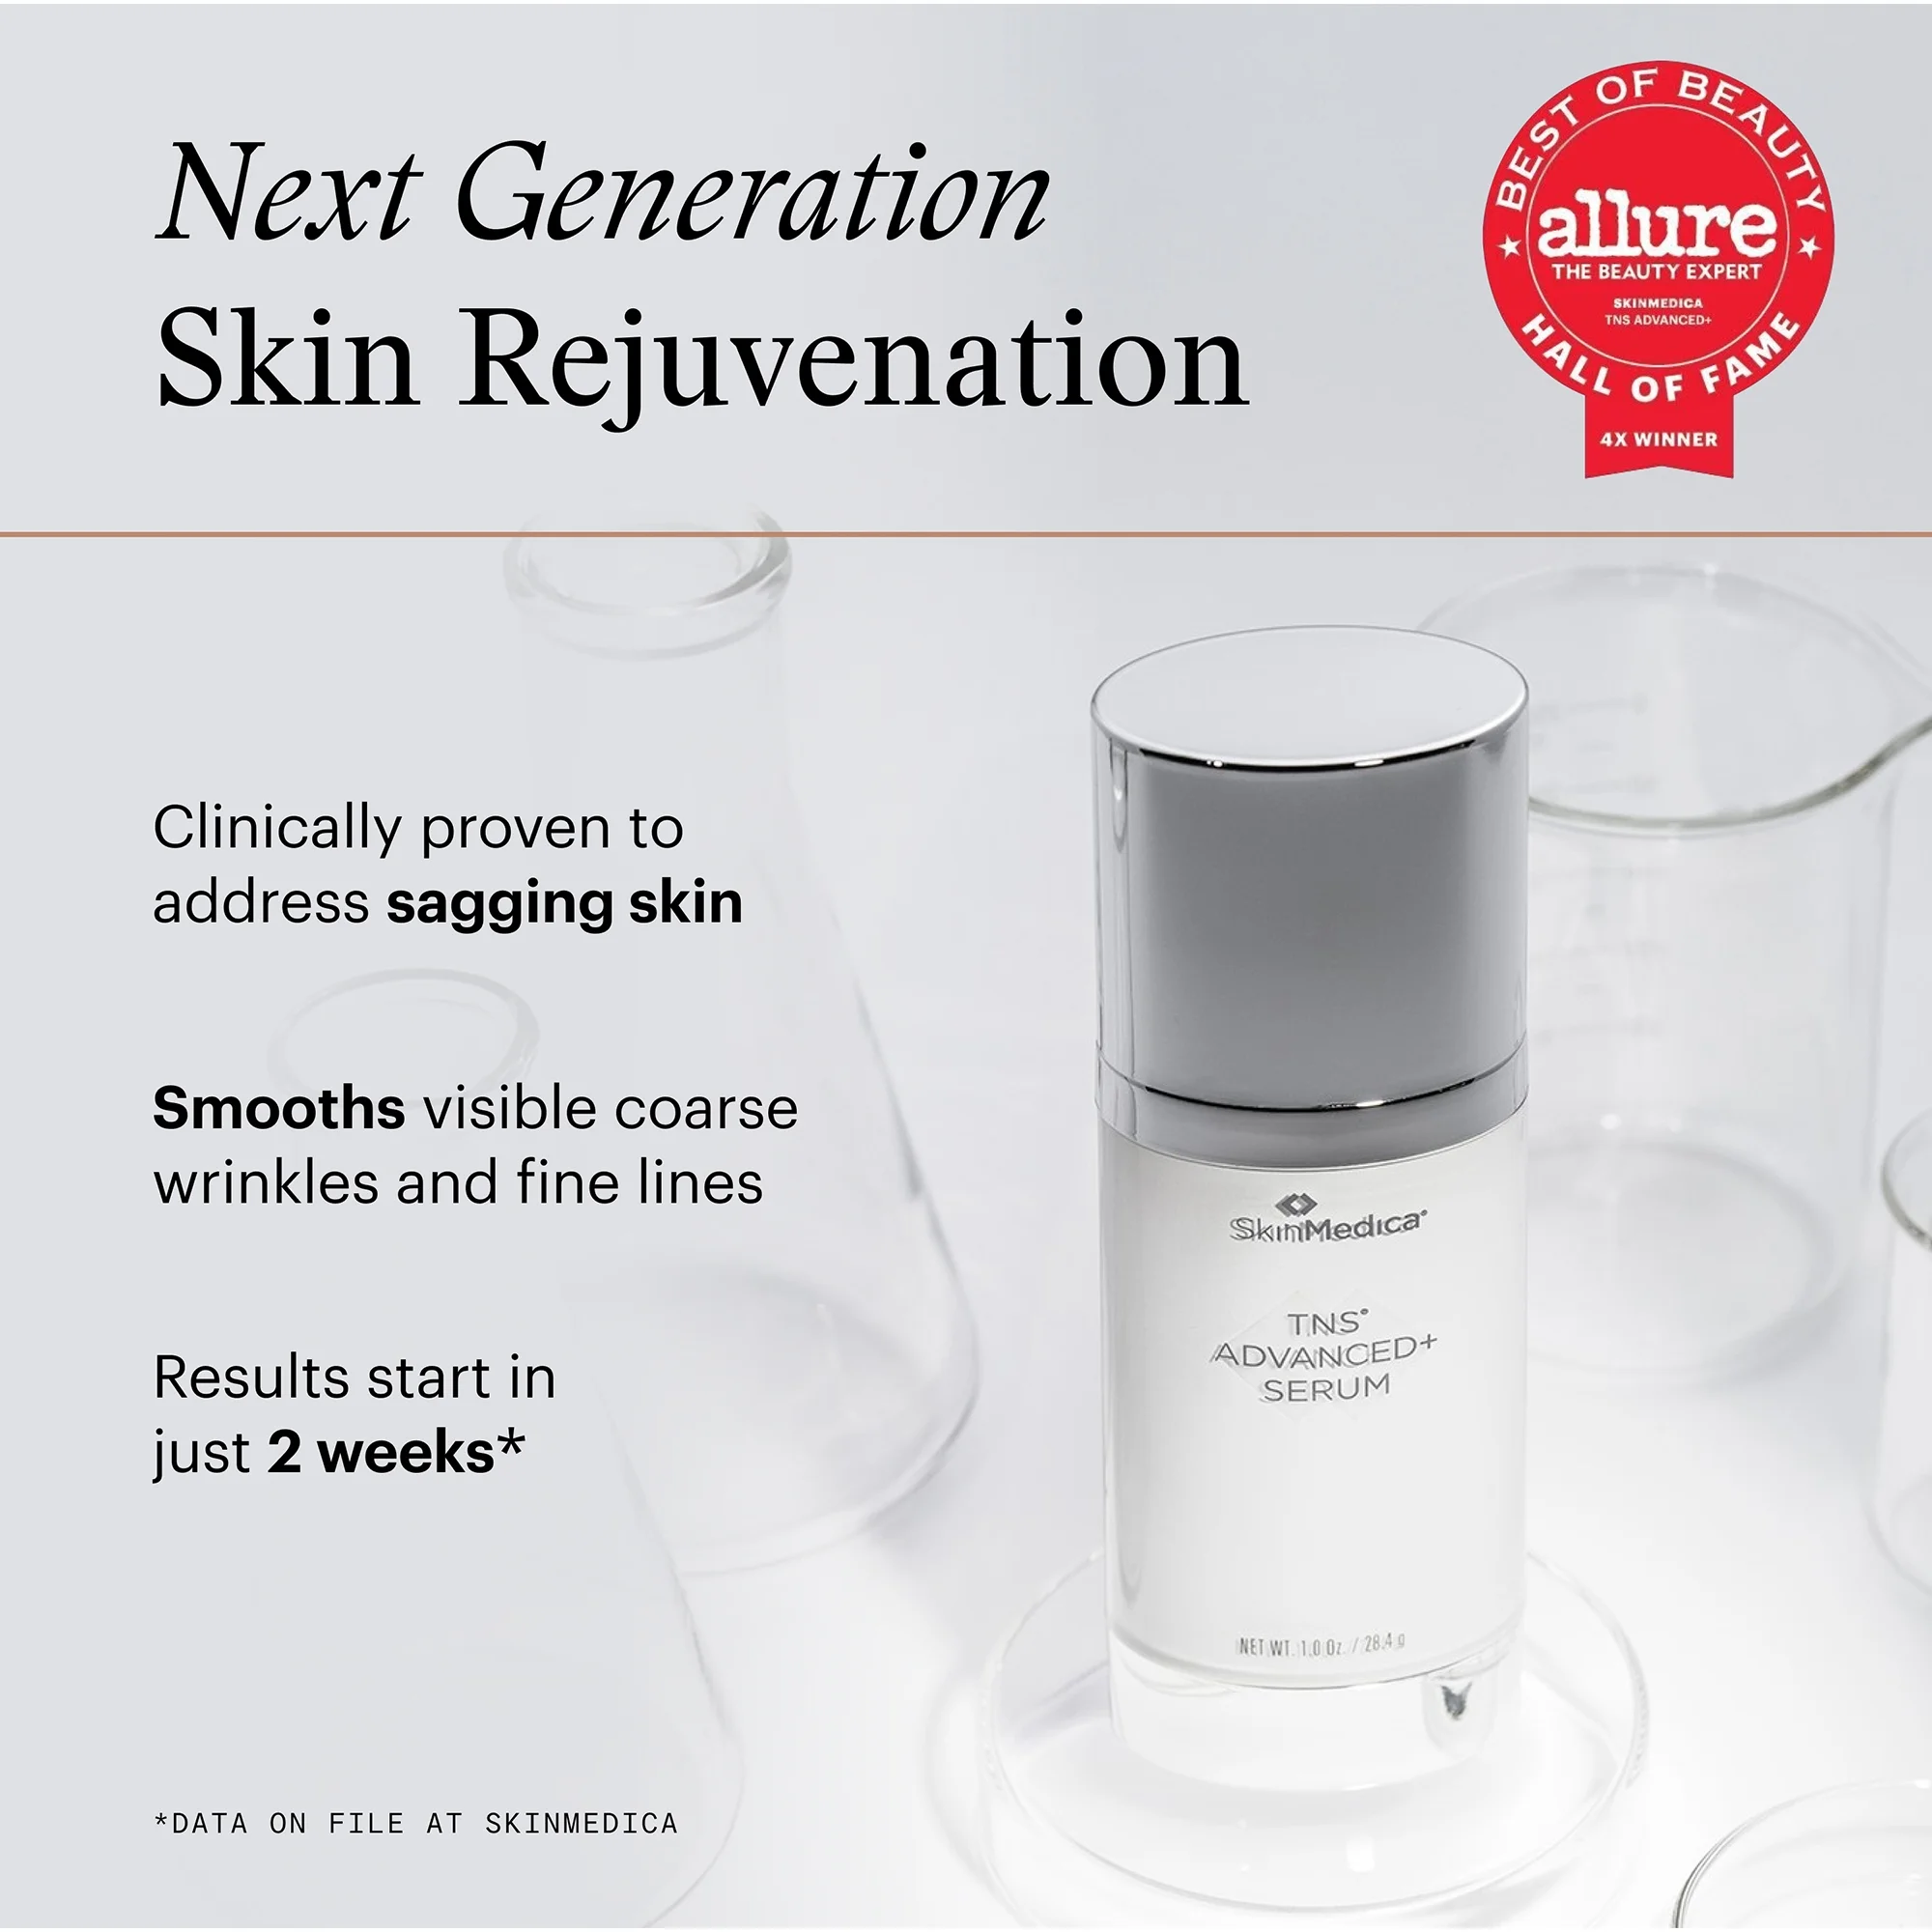 Next Generation
Skin Rejuvenation
BEST OF BEAUTY
allure
THE BEAUTY EXPERT
SKINMEDICA
TNS ADVANCED+
HALL OF FAME
4X WINNER
Clinically proven to
address sagging skin
Smooths visible coarse
wrinkles and fine lines
Results start in
just 2 weeks*
SkinMedica®
TNS®
ADVANCED+
SERUM
NET WT. 1.0 Oz. / 28.4 g
*DATA ON FILE AT SKINMEDICA